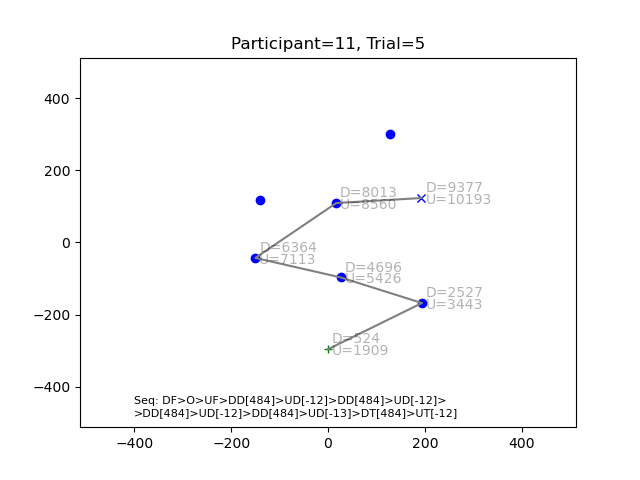 Participant=11, Trial=5
400
200
0
−200
−400
D=9377
U=10193
D=8013
U=8560
D=6364
U=7113
D=4696
U=5426
D=2527
U=3443
D=524
U=1909
Seq: DF>O>UF>DD[484]>UD[-12]>DD[484]>UD[-12]>
>DD[484]>UD[-12]>DD[484]>UD[-13]>DT[484]>UT[-12]
−400 −200 0 200 400